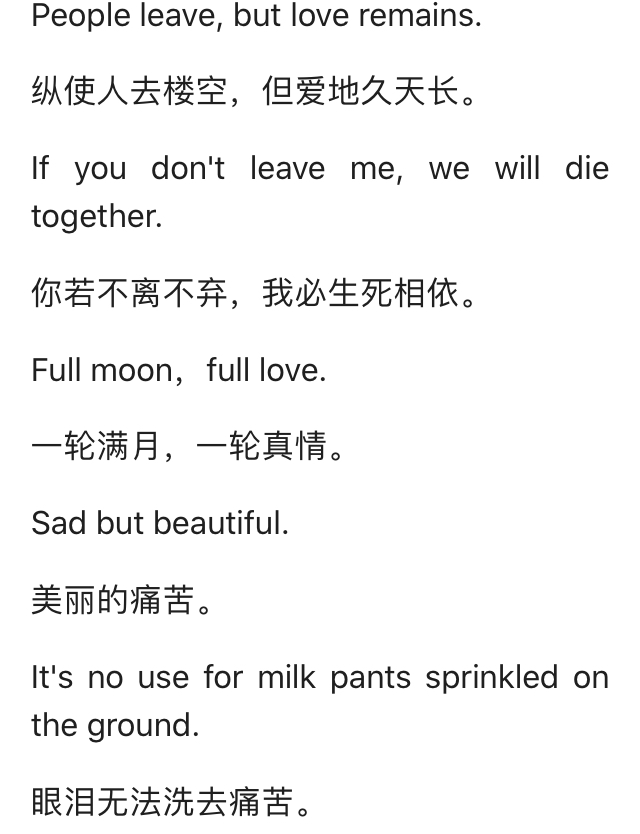 People leave, but love remains.
纵使人去楼空，但爱地久天长。
If you don't leave me, we will die
together.
你若不离不弃，我必生死相依。
Full moon，full love.
一轮满月，一轮真情。
Sad but beautiful.
美丽的痛苦。
It's no use for milk pants sprinkled on
the ground.
眼泪无法洗去痛苦。